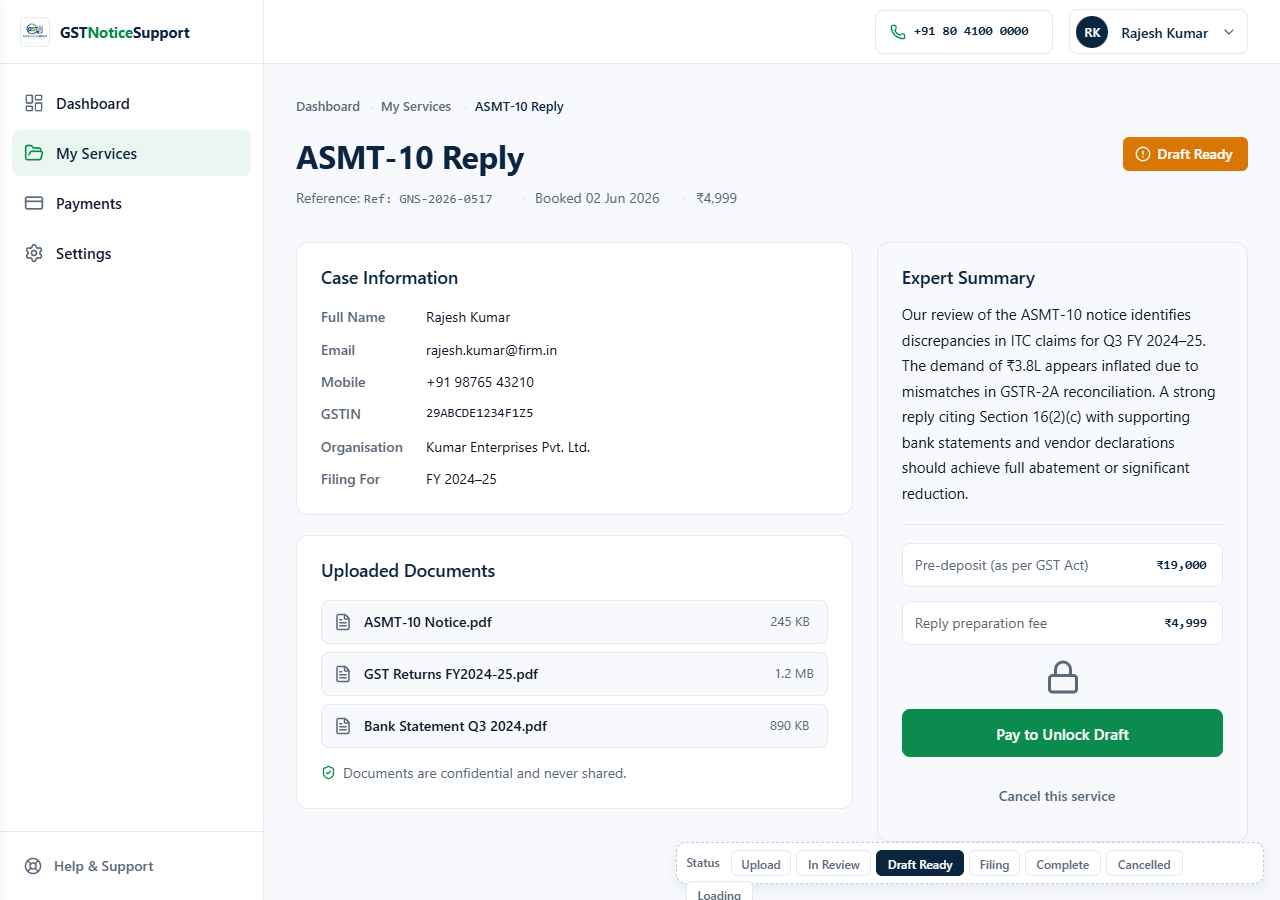 GSTNoticeSupport
+91 80 4100 0000
RK
Rajesh Kumar
Dashboard
My Services
Payments
Settings
Help & Support
Dashboard · My Services · ASMT-10 Reply
ASMT-10 Reply
Draft Ready
Reference: Ref: GNS-2026-0517 · Booked 02 Jun 2026 · ₹4,999
Case Information
Full Name Rajesh Kumar
Email rajesh.kumar@firm.in
Mobile +91 98765 43210
GSTIN 29ABCDE1234F1Z5
Organisation Kumar Enterprises Pvt. Ltd.
Filing For FY 2024–25
Uploaded Documents
ASMT-10 Notice.pdf 245 KB
GST Returns FY2024-25.pdf 1.2 MB
Bank Statement Q3 2024.pdf 890 KB
Documents are confidential and never shared.
Expert Summary
Our review of the ASMT-10 notice identifies
discrepancies in ITC claims for Q3 FY 2024–25.
The demand of ₹3.8L appears inflated due to
mismatches in GSTR-2A reconciliation. A strong
reply citing Section 16(2)(c) with supporting
bank statements and vendor declarations
should achieve full abatement or significant
reduction.
Pre-deposit (as per GST Act) ₹19,000
Reply preparation fee ₹4,999
Pay to Unlock Draft
Cancel this service
Status Upload In Review Draft Ready Filing Complete Cancelled
Loading